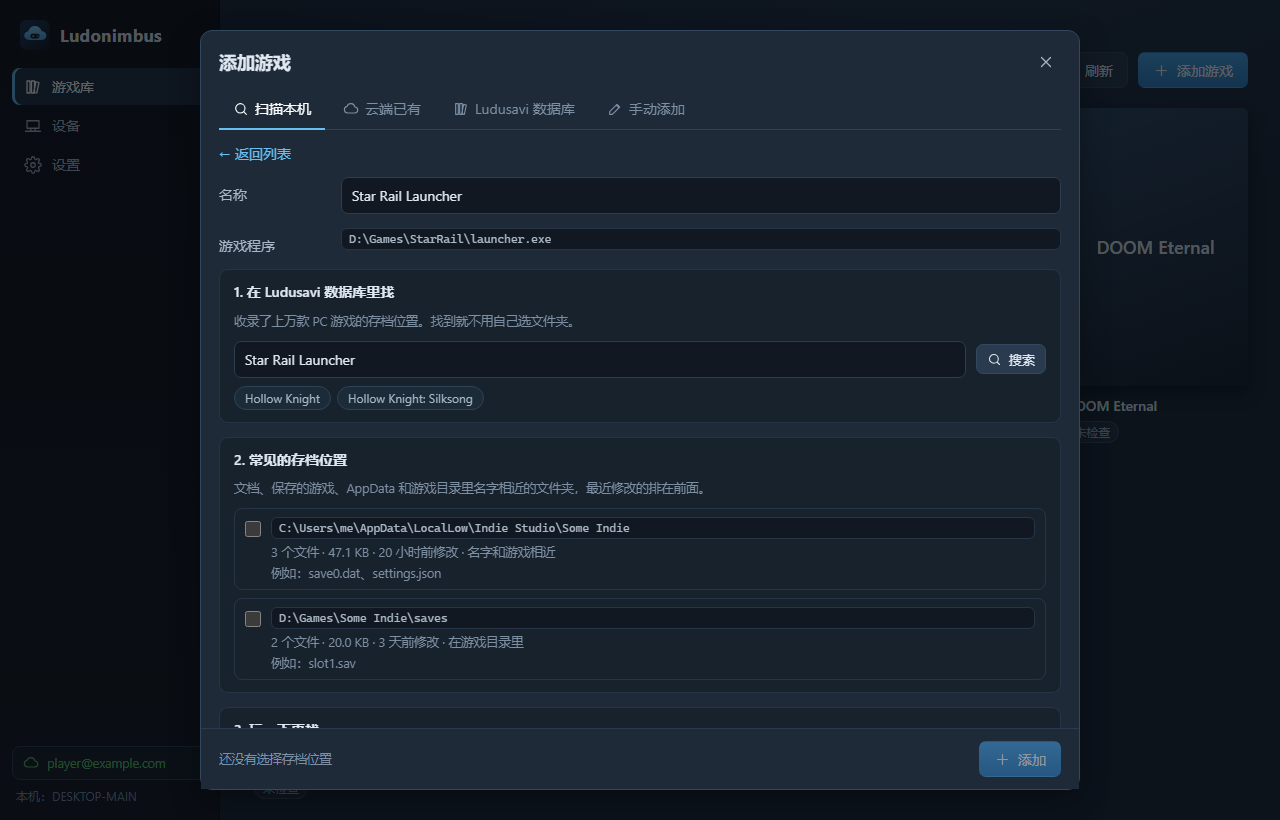 Ludonimbus
游戏库
设备
设置
刷新
添加游戏
DOOM Eternal
DOOM Eternal
未检查
添加游戏
扫描本机
云端已有
Ludusavi 数据库
手动添加
← 返回列表
名称
Star Rail Launcher
游戏程序
D:\Games\StarRail\launcher.exe
1. 在 Ludusavi 数据库里找
收录了上万款 PC 游戏的存档位置。找到就不用自己选文件夹。
Star Rail Launcher
搜索
Hollow Knight
Hollow Knight: Silksong
2. 常见的存档位置
文档、保存的游戏、AppData 和游戏目录里名字相近的文件夹，最近修改的排在前面。
C:\Users\me\AppData\LocalLow\Indie Studio\Some Indie
3 个文件 · 47.1 KB · 20 小时前修改 · 名字和游戏相近
例如：save0.dat、settings.json
D:\Games\Some Indie\saves
2 个文件 · 20.0 KB · 3 天前修改 · 在游戏目录里
例如：slot1.sav
还没有选择存档位置
添加
player@example.com
本机：DESKTOP-MAIN